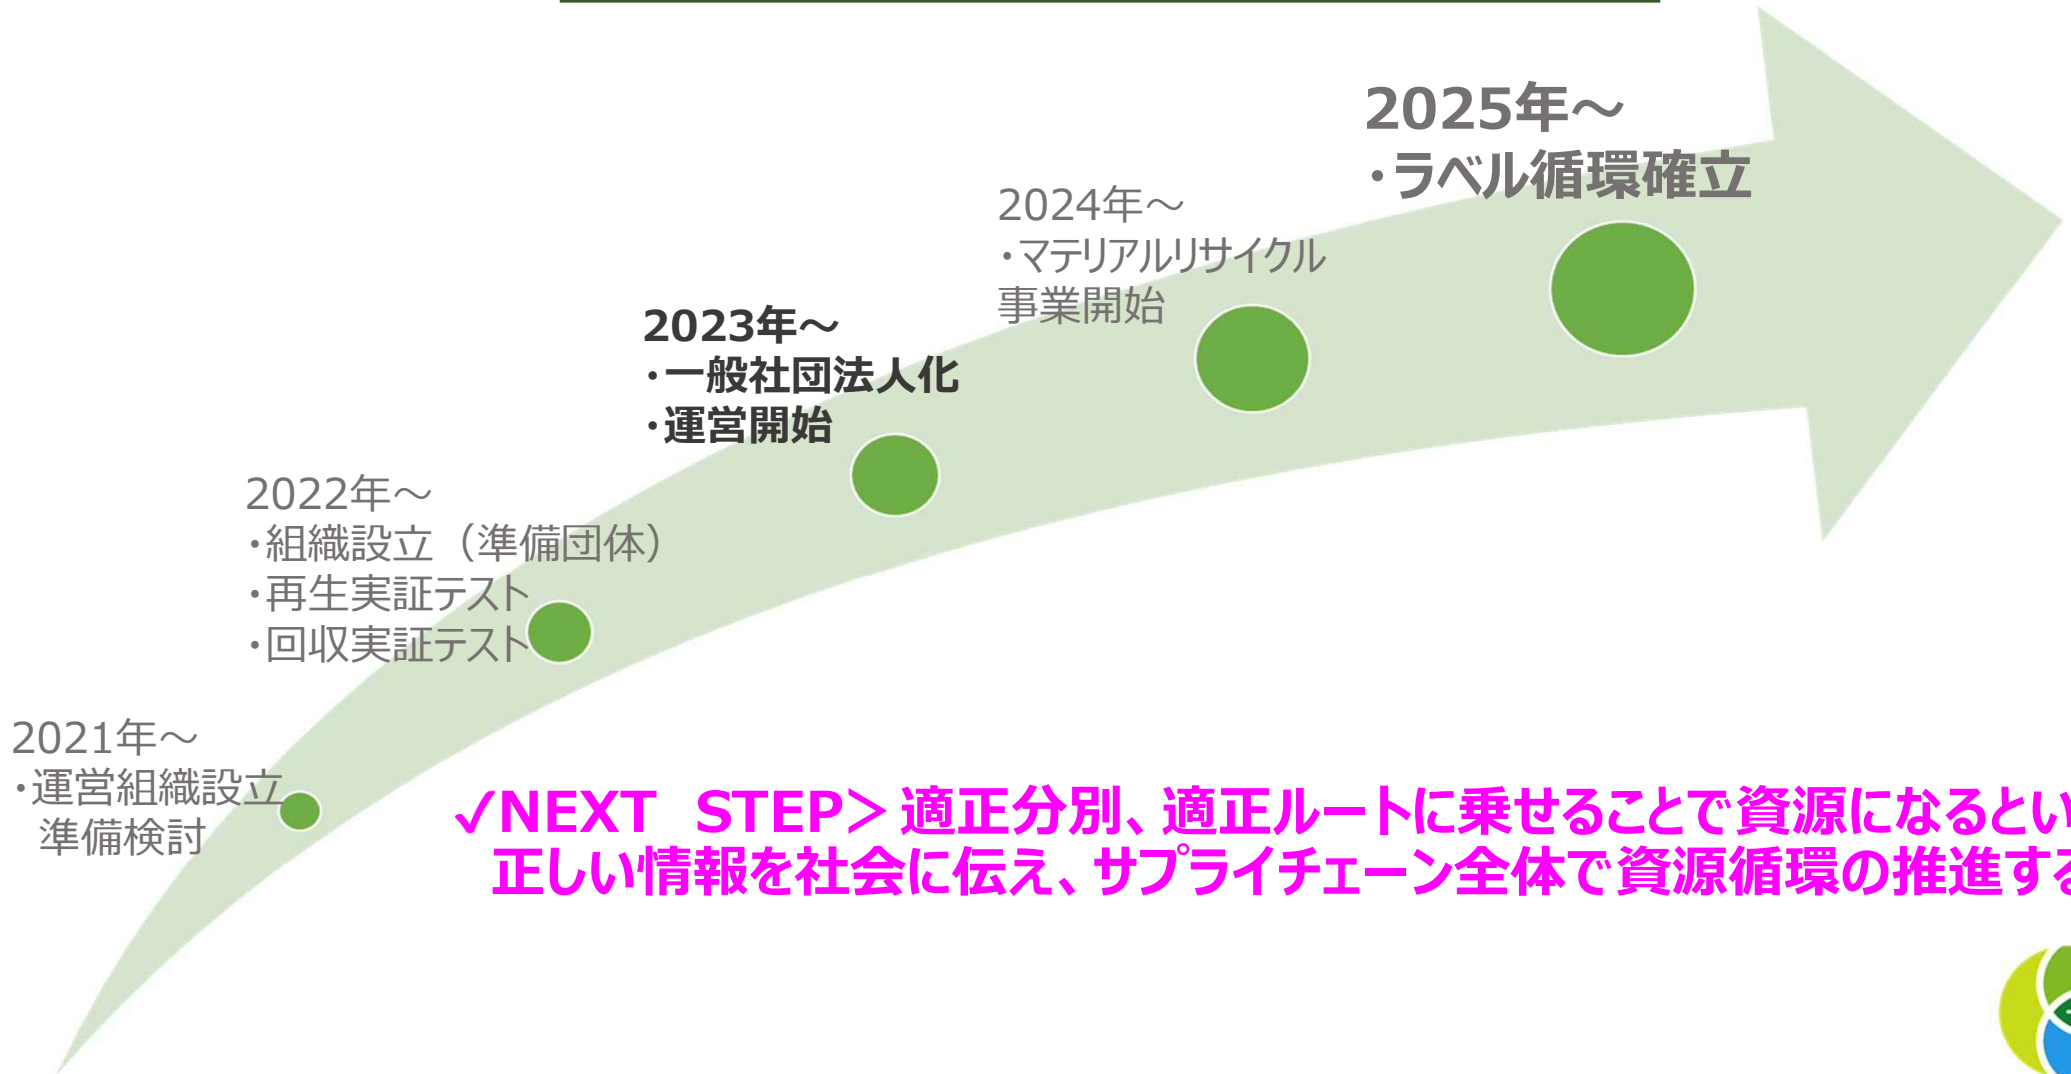 2025年～
・ラベル循環確立
2024年～
・マテリアルリサイクル
事業開始
2023年～
・一般社団法人化
・運営開始
2022年～
・組織設立（準備団体）
・再生実証テスト
・回収実証テスト
2021年～
・運営組織設立
準備検討
✓NEXT STEP＞適正分別、適正ルートに乗せることで資源になるとい
正しい情報を社会に伝え、サプライチェーン全体で資源循環の推進する